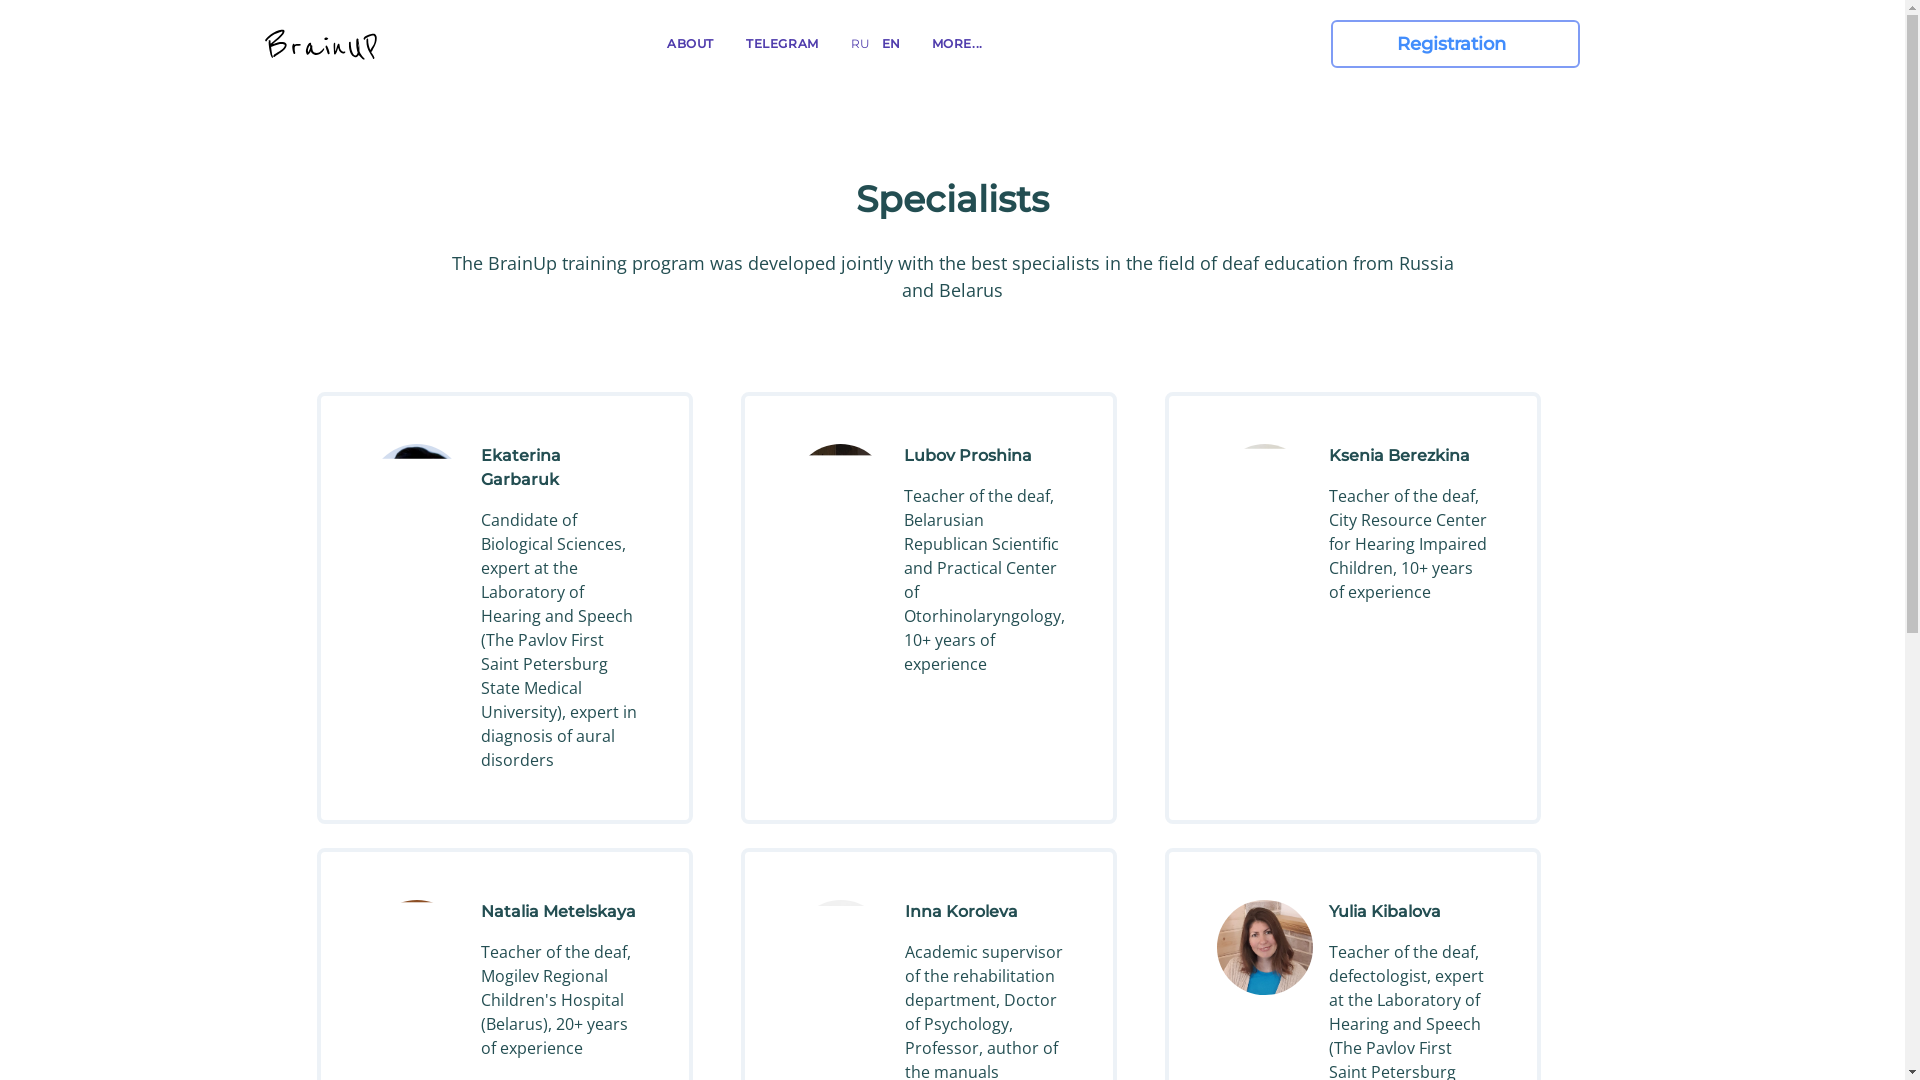 BrainUP
ABOUT
TELEGRAM
RU
EN
MORE...
Registration
Specialists
The BrainUp training program was developed jointly with the best specialists in the field of deaf education from Russia
and Belarus
Ekaterina
Garbaruk
Candidate of
Biological Sciences,
expert at the
Laboratory of
Hearing and Speech
(The Pavlov First
Saint Petersburg
State Medical
University), expert in
diagnosis of aural
disorders
Lubov Proshina
Teacher of the deaf,
Belarusian
Republican Scientific
and Practical Center
of
Otorhinolaryngology,
10+ years of
experience
Ksenia Berezkina
Teacher of the deaf,
City Resource Center
for Hearing Impaired
Children, 10+ years
of experience
Natalia Metelskaya
Teacher of the deaf,
Mogilev Regional
Children's Hospital
(Belarus), 20+ years
of experience
Inna Koroleva
Academic supervisor
of the rehabilitation
department, Doctor
of Psychology,
Professor, author of
the manuals
Yulia Kibalova
Teacher of the deaf,
defectologist, expert
at the Laboratory of
Hearing and Speech
(The Pavlov First
Saint Petersburg